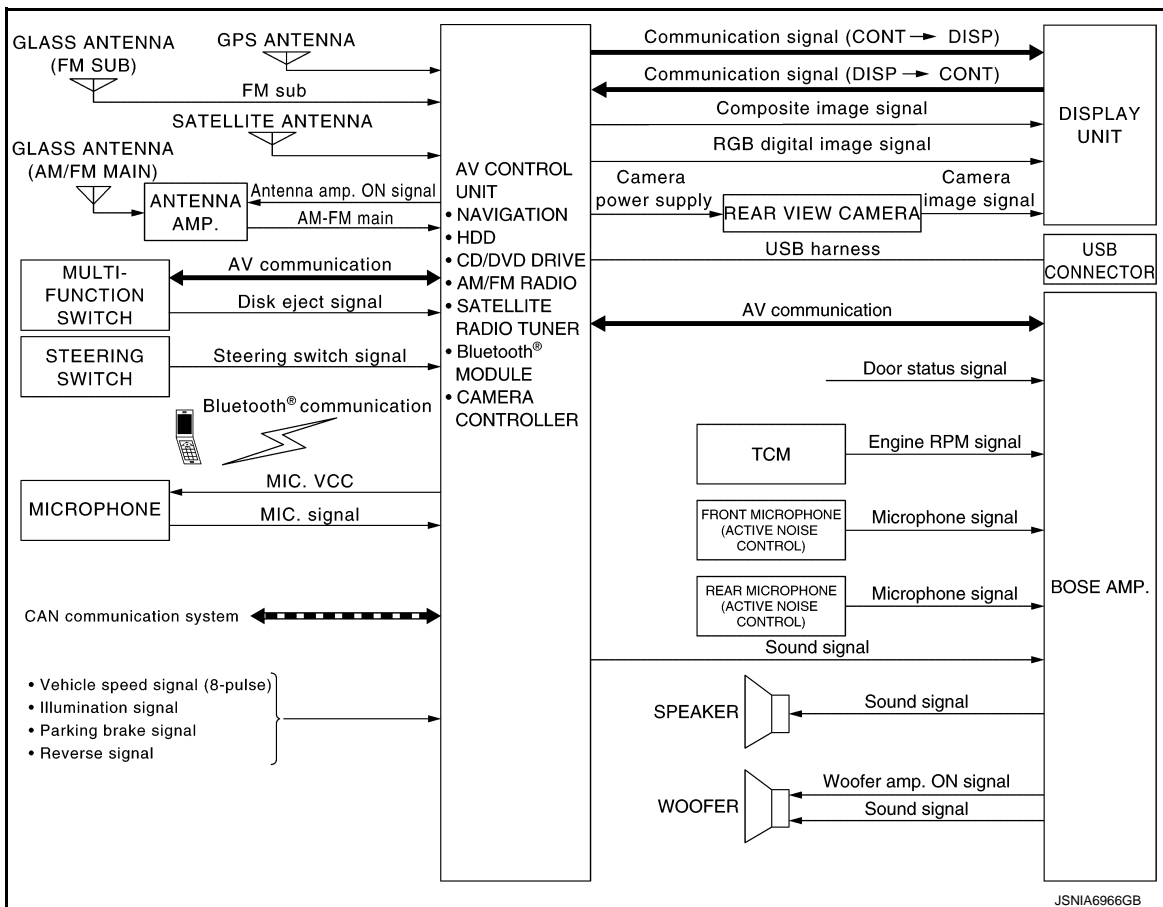 GLASS ANTENNA
(FM SUB)
GPS ANTENNA
FM sub
SATELLITE ANTENNA
GLASS ANTENNA
(AM/FM MAIN)
ANTENNA
AMP.
Antenna amp. ON signal
AM-FM main
MULTI-
FUNCTION
SWITCH
AV communication
Disk eject signal
STEERING
SWITCH
Steering switch signal
Bluetooth® communication
MICROPHONE
MIC. VCC
MIC. signal
CAN communication system
• Vehicle speed signal (8-pulse)
• Illumination signal
• Parking brake signal
• Reverse signal
AV CONTROL
UNIT
• NAVIGATION
• HDD
• CD/DVD DRIVE
• AM/FM RADIO
• SATELLITE
RADIO TUNER
• Bluetooth®
MODULE
• CAMERA
CONTROLLER
Communication signal (CONT → DISP)
Communication signal (DISP → CONT)
Composite image signal
RGB digital image signal
Camera
power supply
REAR VIEW CAMERA
Camera
image signal
DISPLAY
UNIT
USB harness
USB
CONNECTOR
AV communication
Door status signal
TCM
Engine RPM signal
FRONT MICROPHONE
(ACTIVE NOISE
CONTROL)
Microphone signal
REAR MICROPHONE
(ACTIVE NOISE
CONTROL)
Microphone signal
Sound signal
BOSE AMP.
SPEAKER
Sound signal
WOOFER
Woofer amp. ON signal
Sound signal
JSNIA6966GB